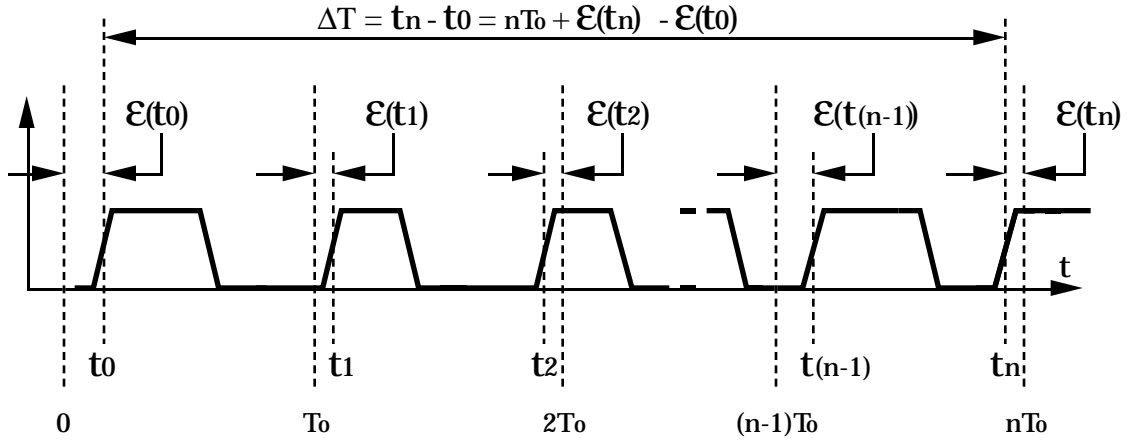 ΔT = tn - t0 = nTo + ε(tn) - ε(t0)
ε(t0) ε(t1) ε(t2) ε(t(n-1)) ε(tn)
t
t0 t1 t2 t(n-1) tn
0 To 2To (n-1)To nTo